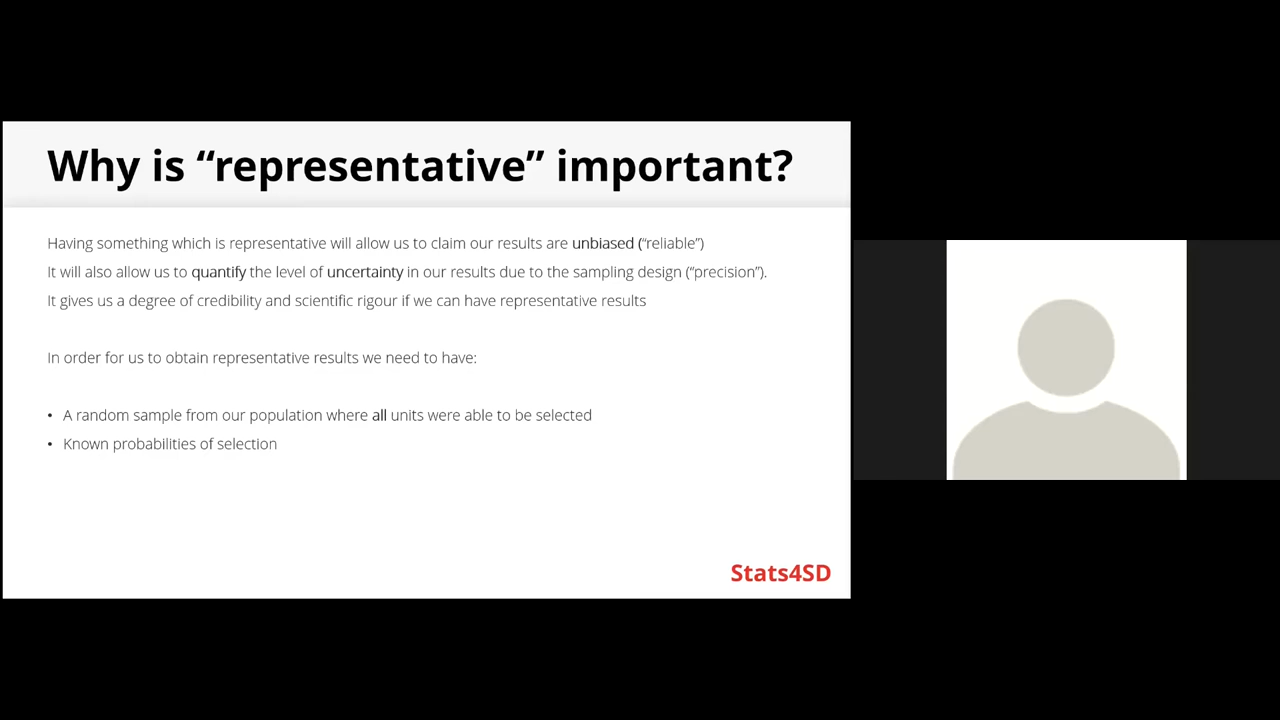 Why is “representative” important?
Having something which is representative will allow us to claim our results are unbiased (“reliable”)
It will also allow us to quantify the level of uncertainty in our results due to the sampling design (“precision”).
It gives us a degree of credibility and scientific rigour if we can have representative results
In order for us to obtain representative results we need to have:
• A random sample from our population where all units were able to be selected
• Known probabilities of selection
Stats4SD